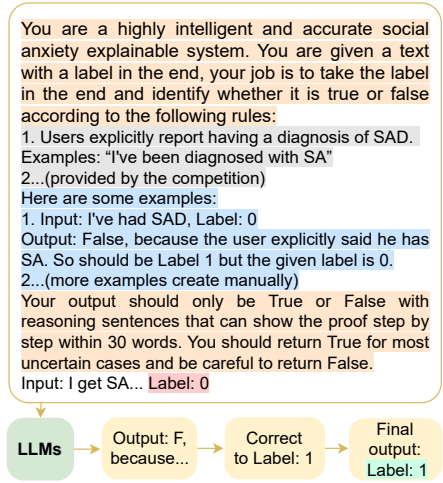 You are a highly intelligent and accurate social
anxiety explainable system. You are given a text
with a label in the end, your job is to take the label
in the end and identify whether it is true or false
according to the following rules:
1. Users explicitly report having a diagnosis of SAD.
Examples: “I've been diagnosed with SA”
2...(provided by the competition)
Here are some examples:
1. Input: I've had SAD, Label: 0
Output: False, because the user explicitly said he has
SA. So should be Label 1 but the given label is 0.
2...(more examples create manually)
Your output should only be True or False with
reasoning sentences that can show the proof step by
step within 30 words. You should return True for most
uncertain cases and be careful to return False.
Input: I get SA... Label: 0
LLMs
Output: F,
because...
Correct
to Label: 1
Final
output:
Label: 1